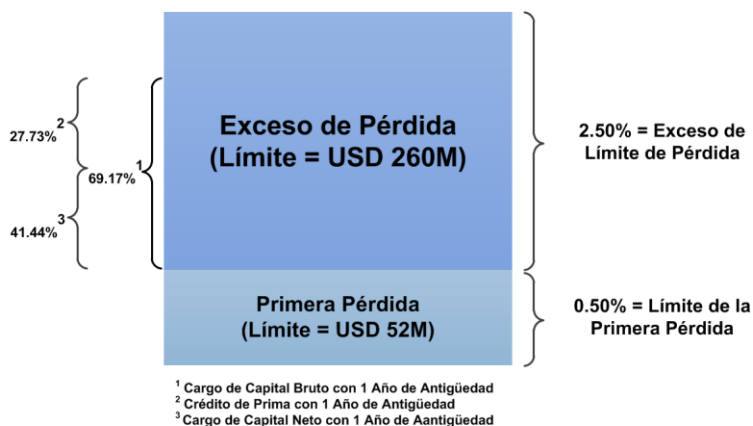 27.73%²
41.44%³
69.17%¹
Exceso de Pérdida
(Límite = USD 260M)
2.50% = Exceso de
Límite de Pérdida
Primera Pérdida
(Límite = USD 52M)
0.50% = Límite de la
Primera Pérdida
¹ Cargo de Capital Bruto con 1 Año de Antigüedad
² Crédito de Prima con 1 Año de Antigüedad
³ Cargo de Capital Neto con 1 Año de Aantigüedad